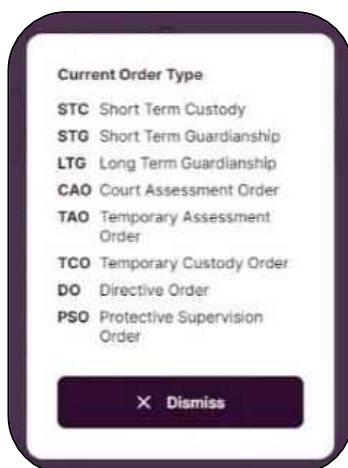 Current Order Type
STC Short Term Custody
STG Short Term Guardianship
LTG Long Term Guardianship
CAO Court Assessment Order
TAO Temporary Assessment
Order
TCO Temporary Custody Order
DO Directive Order
PSO Protective Supervision
Order
× Dismiss